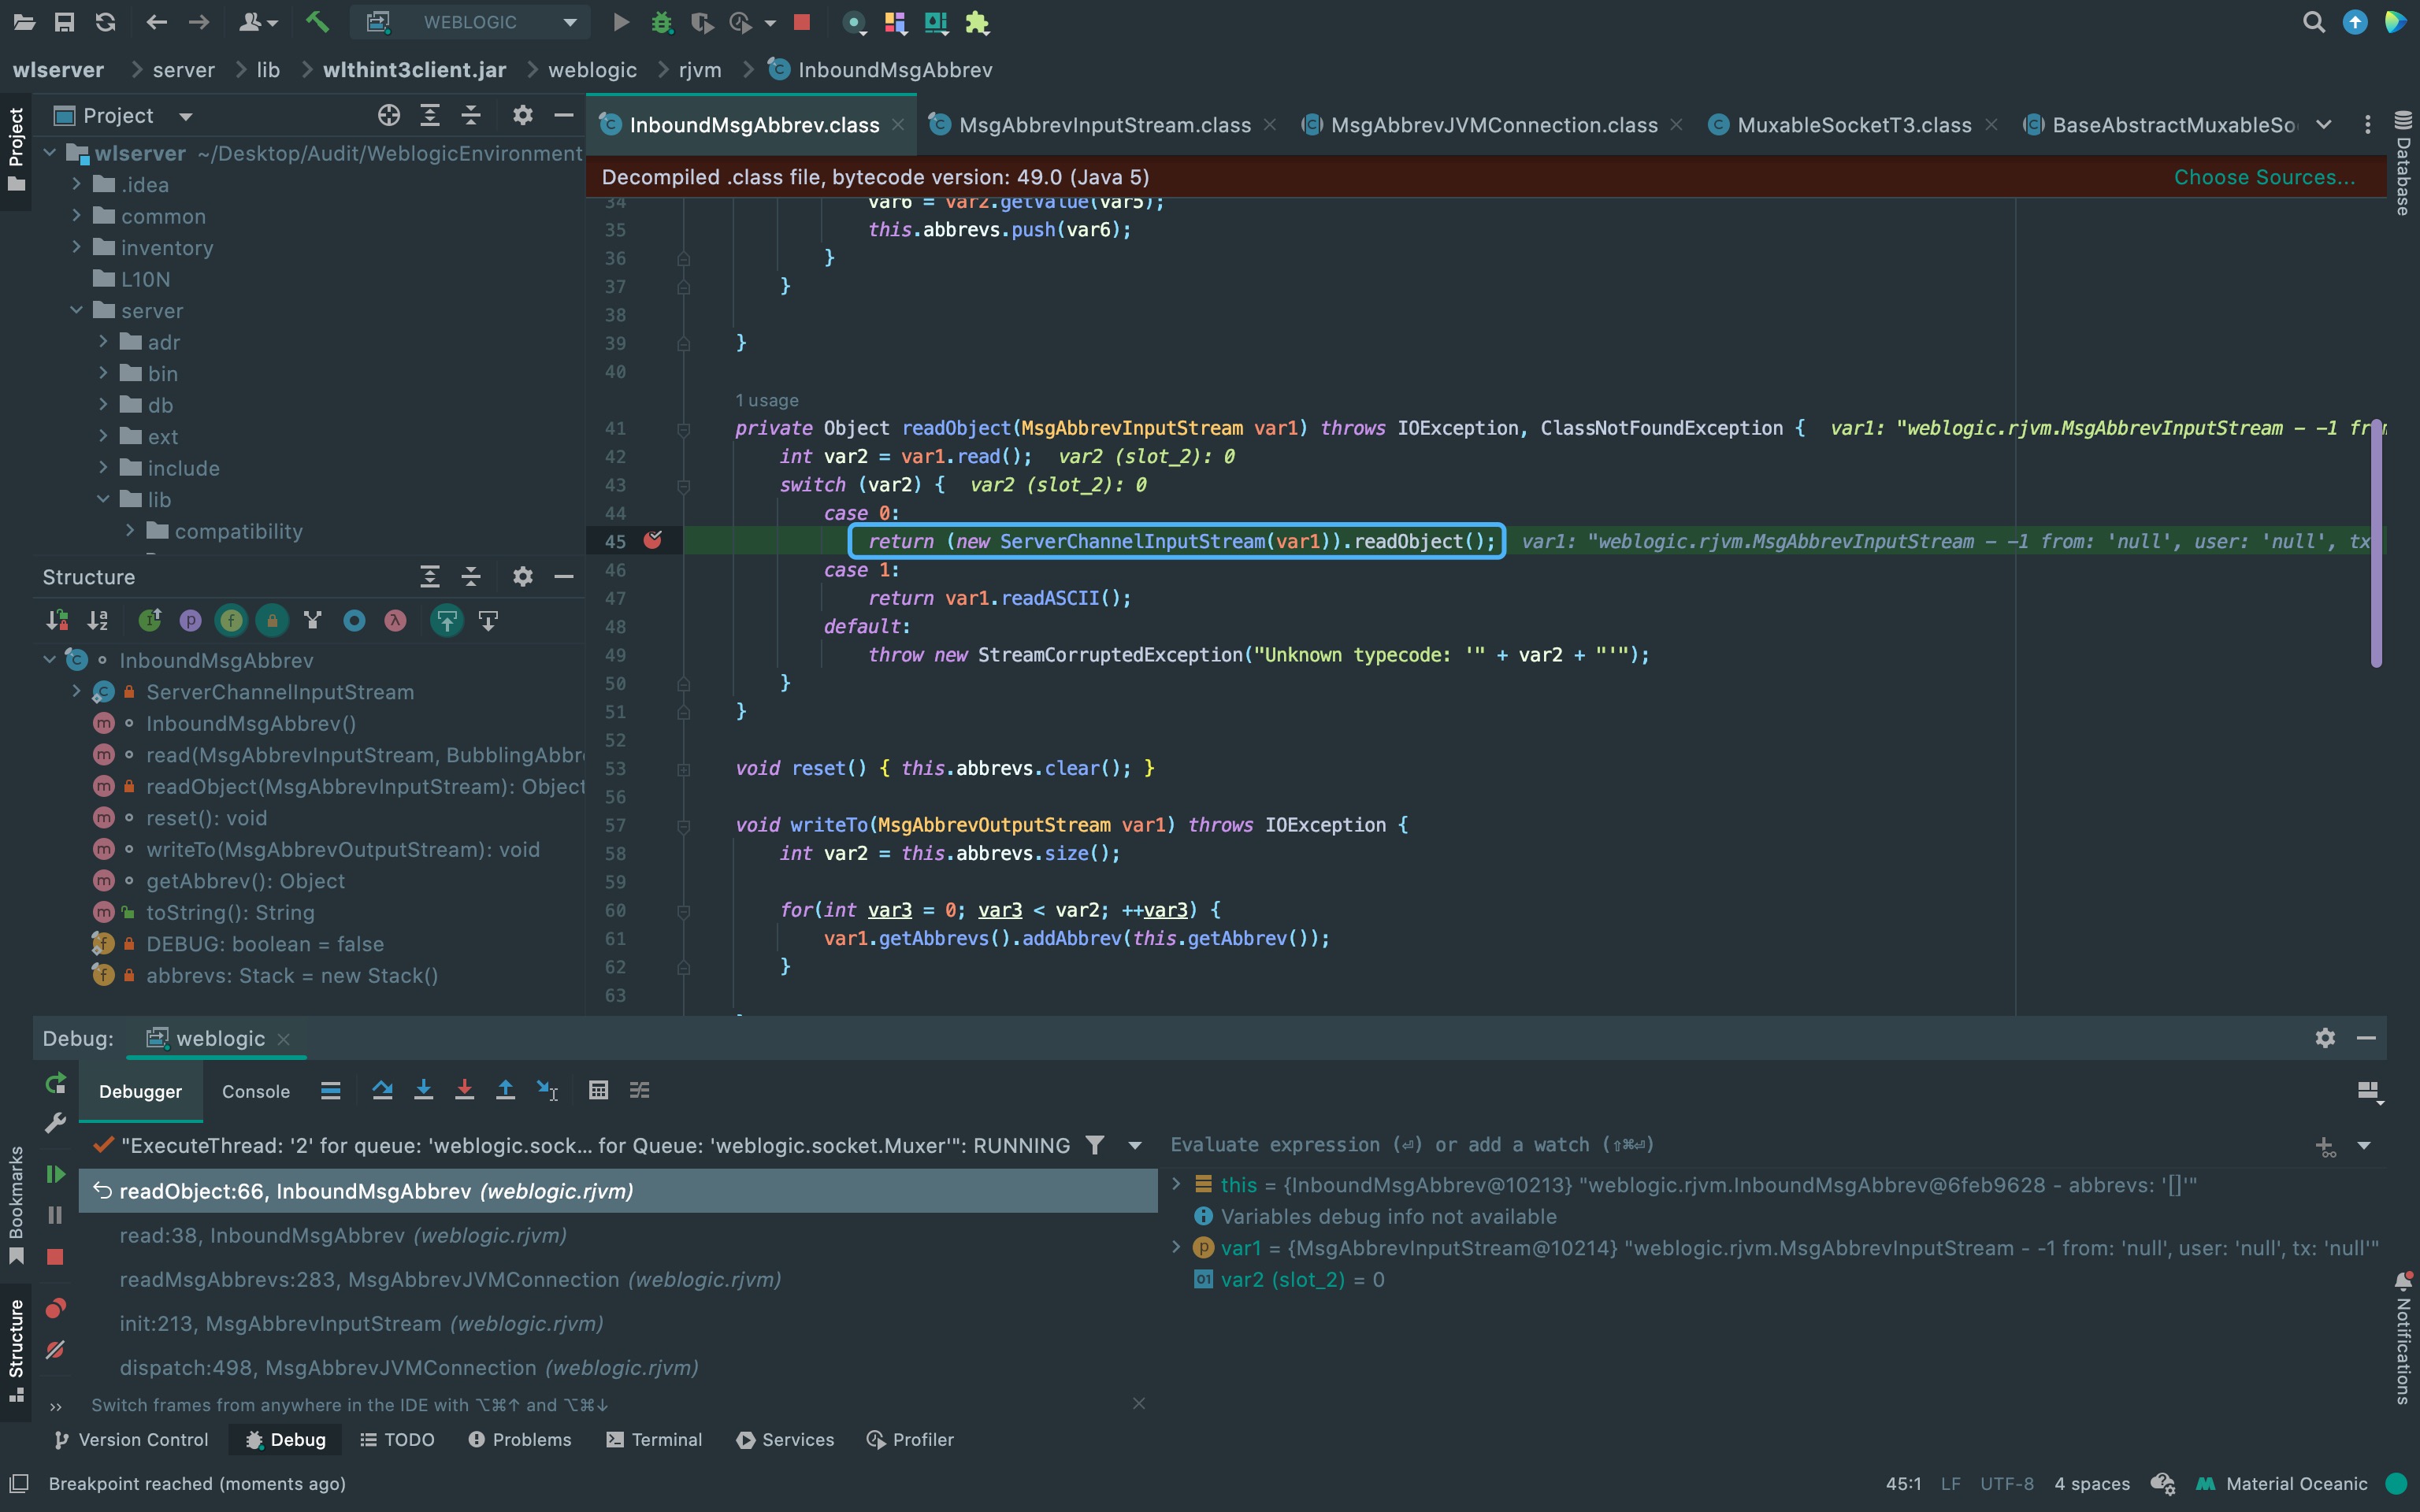 WEBLOGIC
wlserver server lib wlthint3client.jar weblogic rjvm InboundMsgAbbrev
Project
Project
wlserver ~/Desktop/Audit/WeblogicEnvironment
.idea
common
inventory
L10N
server
adr
bin
db
ext
include
lib
compatibility
Structure
InboundMsgAbbrev
ServerChannelInputStream
InboundMsgAbbrev()
read(MsgAbbrevInputStream, BubblingAbbre
readObject(MsgAbbrevInputStream): Object
reset(): void
writeTo(MsgAbbrevOutputStream): void
getAbbrev(): Object
toString(): String
DEBUG: boolean = false
abbrevs: Stack = new Stack()
InboundMsgAbbrev.class MsgAbbrevInputStream.class MsgAbbrevJVMConnection.class MuxableSocketT3.class BaseAbstractMuxableSo
Decompiled .class file, bytecode version: 49.0 (Java 5) Choose Sources...
34 var6 = var2.getValue(var5);
35 this.abbrevs.push(var6);
36 }
37 }
38
39 }
40
1 usage
41 private Object readObject(MsgAbbrevInputStream var1) throws IOException, ClassNotFoundException { var1: "weblogic.rjvm.MsgAbbrevInputStream - -1 from
42 int var2 = var1.read(); var2 (slot_2): 0
43 switch (var2) { var2 (slot_2): 0
44 case 0:
45 return (new ServerChannelInputStream(var1)).readObject(); var1: "weblogic.rjvm.MsgAbbrevInputStream - -1 from: 'null', user: 'null', tx
46 case 1:
47 return var1.readASCII();
48 default:
49 throw new StreamCorruptedException("Unknown typecode: '" + var2 + "'");
50 }
51 }
52
53 void reset() { this.abbrevs.clear(); }
56
57 void writeTo(MsgAbbrevOutputStream var1) throws IOException {
58 int var2 = this.abbrevs.size();
59
60 for(int var3 = 0; var3 < var2; ++var3) {
61 var1.getAbbrevs().addAbbrev(this.getAbbrev());
62 }
63
Database
Debug: weblogic
Debugger Console
"ExecuteThread: '2' for queue: 'weblogic.sock... for Queue: 'weblogic.socket.Muxer'": RUNNING
readObject:66, InboundMsgAbbrev (weblogic.rjvm)
read:38, InboundMsgAbbrev (weblogic.rjvm)
readMsgAbbrevs:283, MsgAbbrevJVMConnection (weblogic.rjvm)
init:213, MsgAbbrevInputStream (weblogic.rjvm)
dispatch:498, MsgAbbrevJVMConnection (weblogic.rjvm)
Switch frames from anywhere in the IDE with ⌥⌘↑ and ⌥⌘↓
Evaluate expression (⏎) or add a watch (⇧⌘⏎)
this = {InboundMsgAbbrev@10213} "weblogic.rjvm.InboundMsgAbbrev@6feb9628 - abbrevs: '[]'"
Variables debug info not available
var1 = {MsgAbbrevInputStream@10214} "weblogic.rjvm.MsgAbbrevInputStream - -1 from: 'null', user: 'null', tx: 'null'"
var2 (slot_2) = 0
Bookmarks
Structure
Notifications
Version Control Debug TODO Problems Terminal Services Profiler
Breakpoint reached (moments ago) 45:1 LF UTF-8 4 spaces Material Oceanic